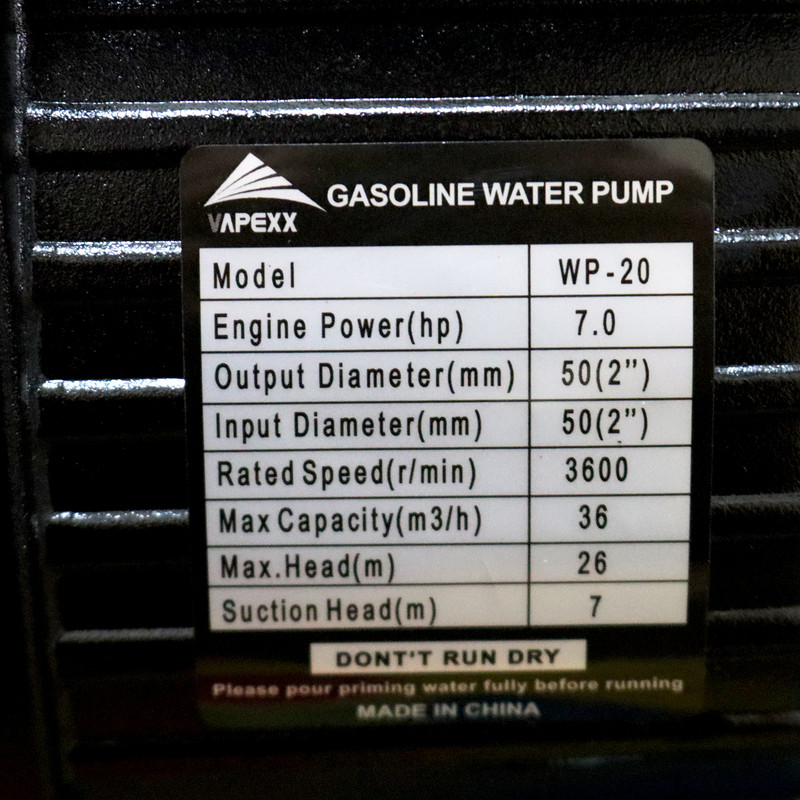 GASOLINE WATER PUMP
VAPEXX
Model WP-20
Engine Power(hp) 7.0
Output Diameter(mm) 50(2”)
Input Diameter(mm) 50(2”)
Rated Speed(r/min) 3600
Max Capacity(m3/h) 36
Max.Head(m) 26
Suction Head(m) 7
DONT'T RUN DRY
Please pour priming water fully before running
MADE IN CHINA